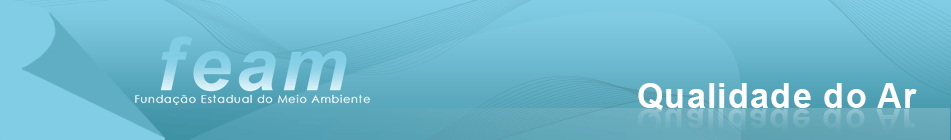 feam
Fundação Estadual do Meio Ambiente
Qualidade do Ar